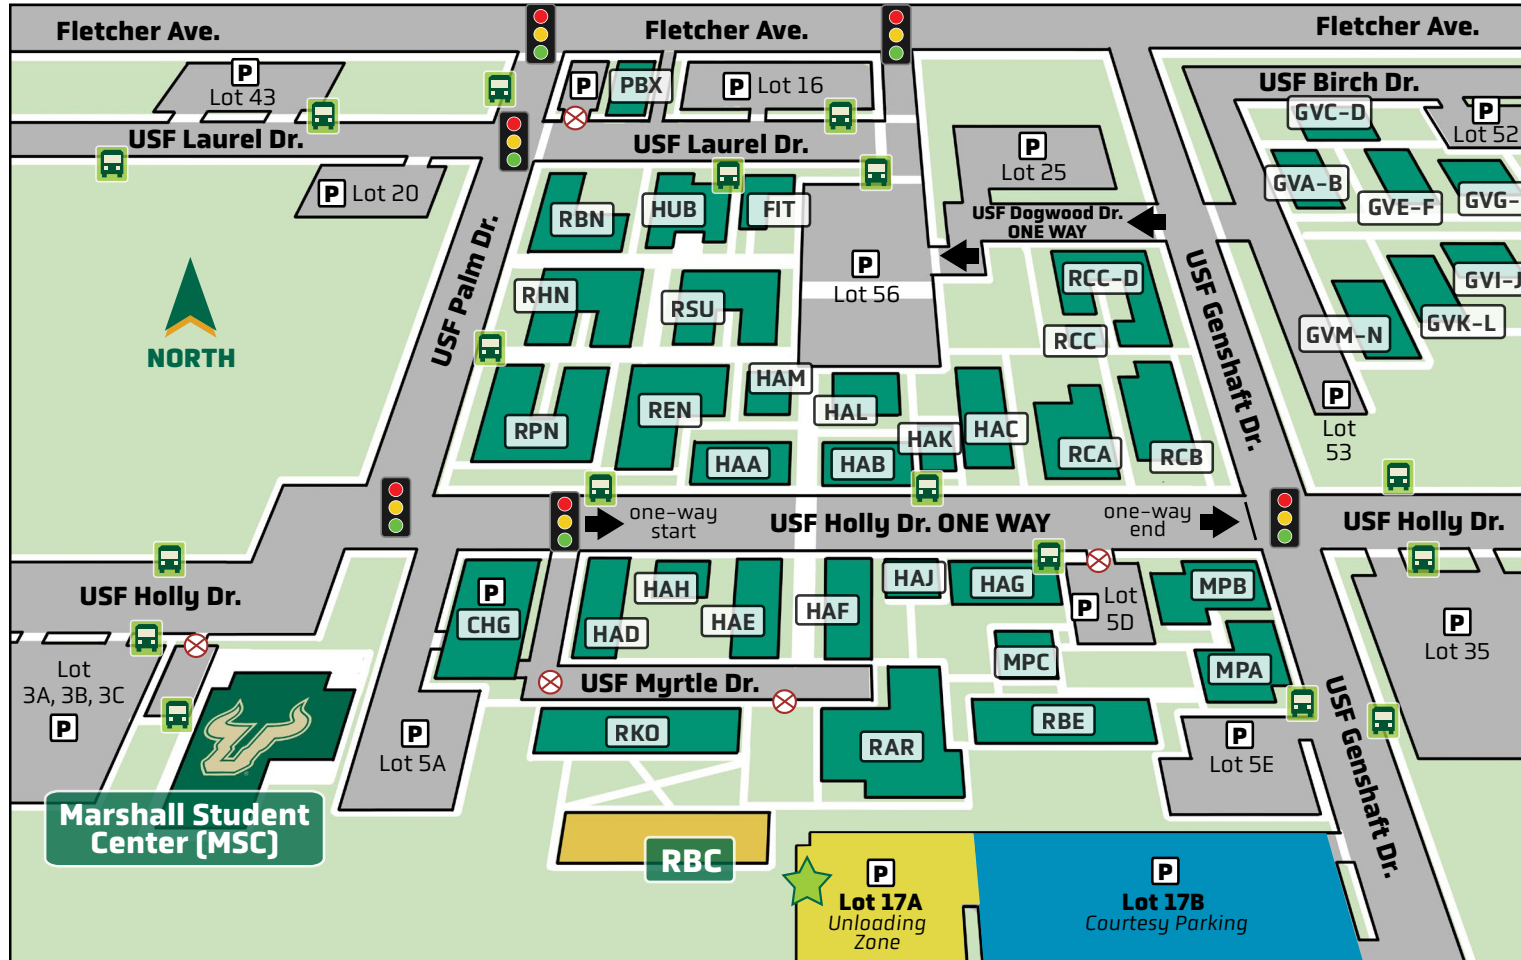 Fletcher Ave.
Fletcher Ave.
Fletcher Ave.
P
Lot 43
P
PBX
P Lot 16
USF Birch Dr.
GVC-D
P
Lot 52
USF Laurel Dr.
USF Laurel Dr.
P
Lot 25
P Lot 20
RBN
HUB
FIT
GVA-B
GVE-F
GVG-
USF Dogwood Dr.
ONE WAY
USF Palm Dr.
P
Lot 56
RHN
RSU
RCC-D
RCC
USF Genshaft Dr.
GVI-J
GVK-L
GVM-N
NORTH
P
Lot
53
RPN
REN
HAM
HAL
HAK
HAC
HAA
HAB
RCA
RCB
one-way
start
USF Holly Dr. ONE WAY
one-way
end
USF Holly Dr.
USF Holly Dr.
P
CHG
HAD
HAH
HAE
HAF
HAJ
HAG
P Lot
5D
MPB
MPC
MPA
P
Lot 35
Lot
3A, 3B, 3C
P
USF Myrtle Dr.
P
Lot 5A
RKO
RAR
RBE
P
Lot 5E
USF Genshaft Dr.
Marshall Student
Center (MSC)
RBC
P
Lot 17A
Unloading
Zone
P
Lot 17B
Courtesy Parking